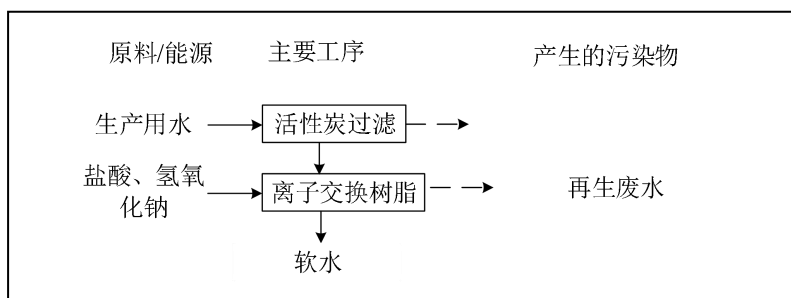 原料/能源 主要工序 产生的污染物
生产用水 活性炭过滤
盐酸、氢氧
化钠
离子交换树脂 再生废水
软水